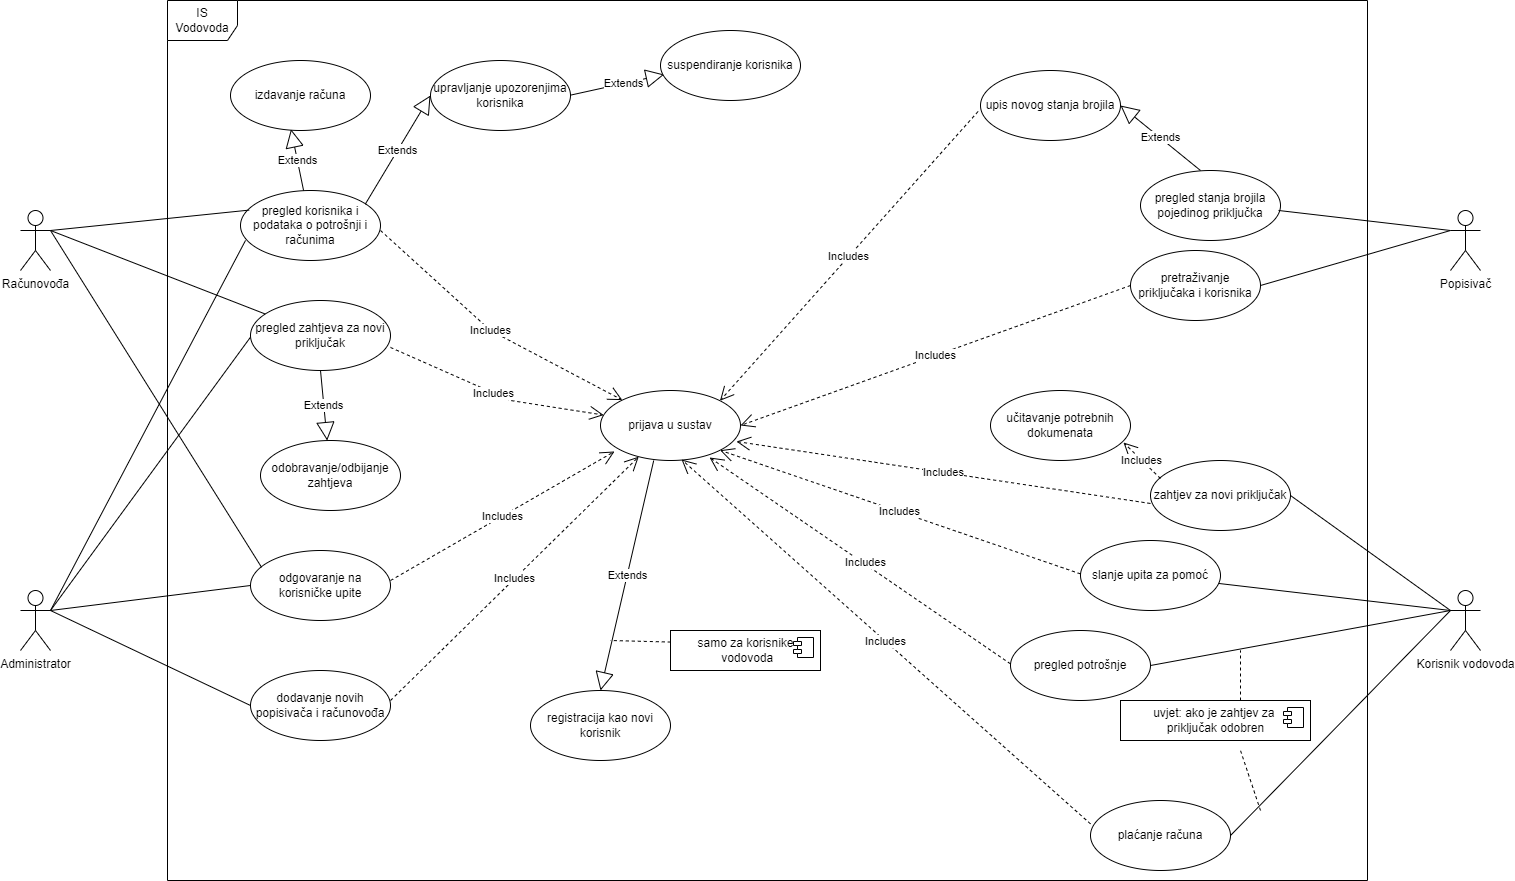 IS
Vodovoda
izdavanje računa
upravljanje upozorenjima
korisnika
suspendiranje korisnika
Extends
Extends
Extends
pregled korisnika i
podataka o potrošnji i
računima
Računovođa
pregled zahtjeva za novi
priključak
Extends
odobravanje/odbijanje
zahtjeva
odgovaranje na
korisničke upite
Administrator
dodavanje novih
popisivača i računovođa
Includes
Includes
Includes
Includes
prijava u sustav
Extends
samo za korisnike
vodovoda
registracija kao novi
korisnik
upis novog stanja brojila
Extends
pregled stanja brojila
pojedinog priključka
Popisivač
pretraživanje
priključaka i korisnika
Includes
Includes
učitavanje potrebnih
dokumenata
Includes
zahtjev za novi priključak
Includes
slanje upita za pomoć
Includes
pregled potrošnje
Includes
Korisnik vodovoda
uvjet: ako je zahtjev za
priključak odobren
Includes
plaćanje računa